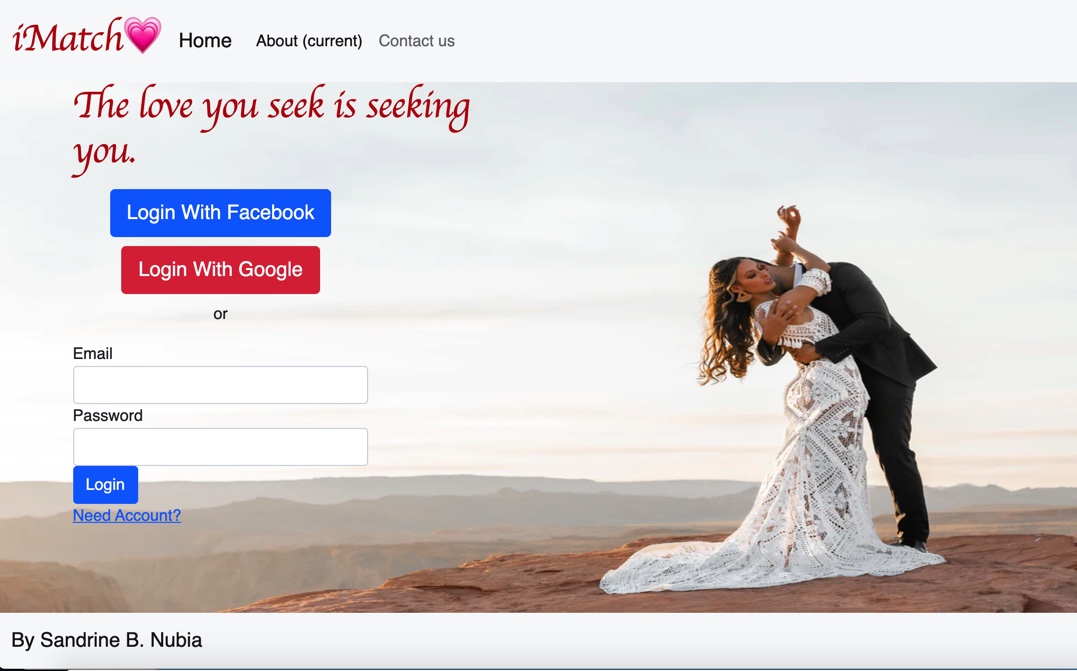 iMatch💗 Home About (current) Contact us
The love you seek is seeking
you.
Login With Facebook
Login With Google
or
Email
Password
Login
Need Account?
By Sandrine B. Nubia